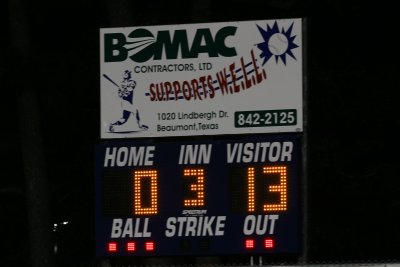 BOMAC
CONTRACTORS, LTD
SUPPORTS W.E.L.L.
1020 Lindbergh Dr.
Beaumont, Texas
842-2125
HOME INN VISITOR
0 3 13
SPECTRUM
BALL STRIKE OUT